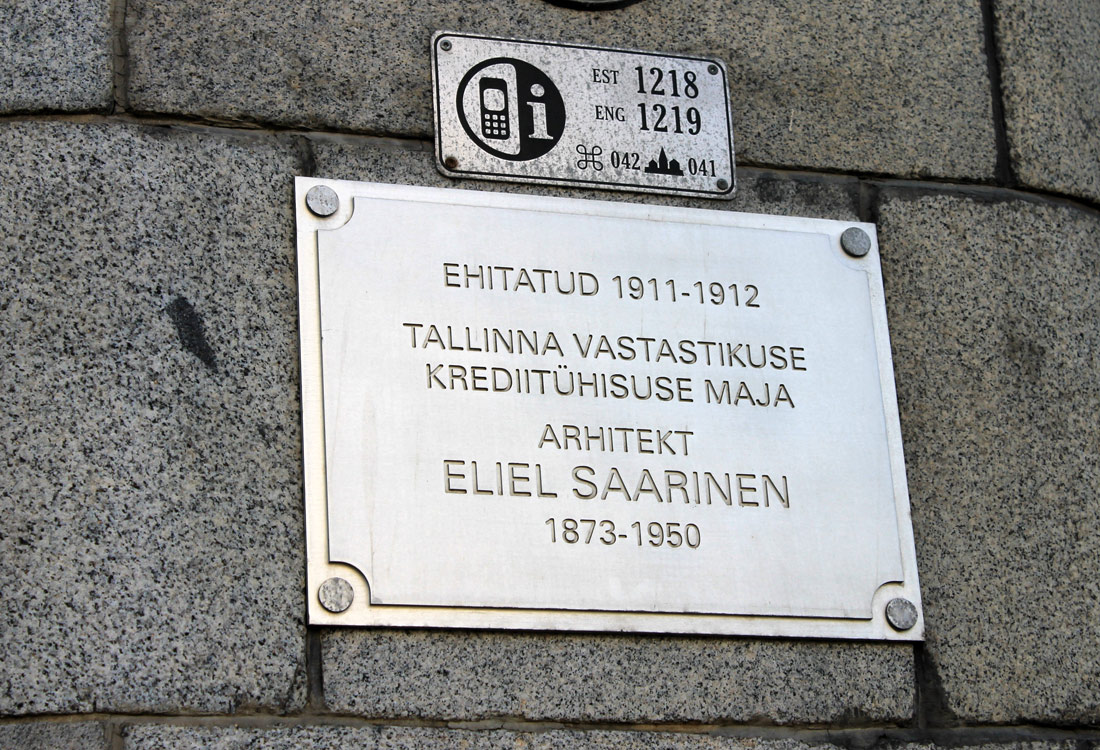 EST 1218
ENG 1219
042 041
EHITATUD 1911-1912
TALLINNA VASTASTIKUSE
KREDIITÜHISUSE MAJA
ARHITEKT
ELIEL SAARINEN
1873-1950